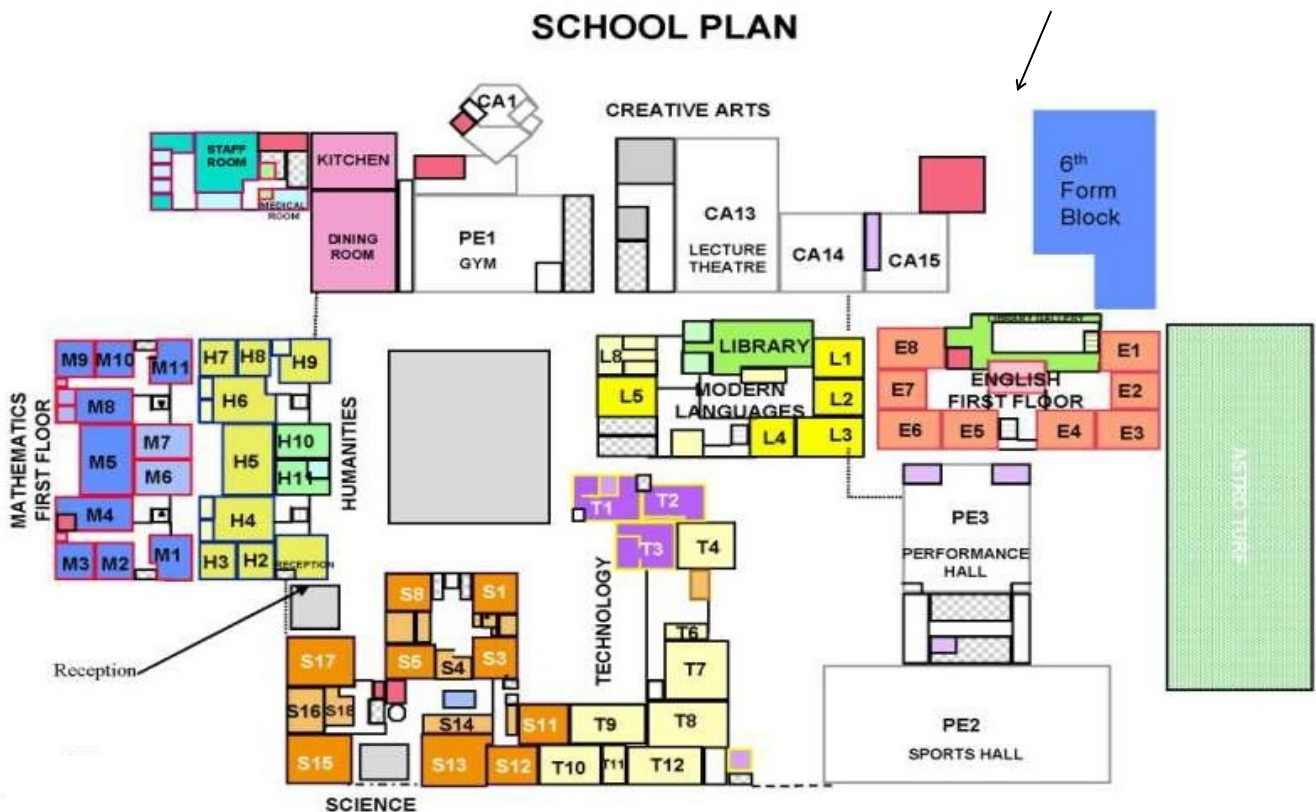 SCHOOL PLAN
CA1
CREATIVE ARTS
STAFF
ROOM
KITCHEN
6th
Form
Block
MEDICAL
ROOM
DINING
ROOM
PE1
GYM
CA13
LECTURE
THEATRE
CA14
CA15
LIBRARY GALLERY
M9
M10
M11
H7
H8
H9
L8
LIBRARY
L1
E8
E1
M8
H6
L5
MODERN
LANGUAGES
L2
E7
ENGLISH
FIRST FLOOR
E2
MATHEMATICS
FIRST FLOOR
M7
M5
M6
H10
H5
H11
HUMANITIES
L4
L3
E6
E5
E4
E3
M4
H4
T1
T2
PE3
PERFORMANCE
HALL
ASTROTURF
M3
M2
M1
H3
H2
RECEPTION
T3
T4
S8
S1
TECHNOLOGY
T6
Reception
S17
S5
S4
S3
T7
S16
S18
S14
S11
T9
T8
PE2
SPORTS HALL
S15
S13
S12
T10
T11
T12
SCIENCE